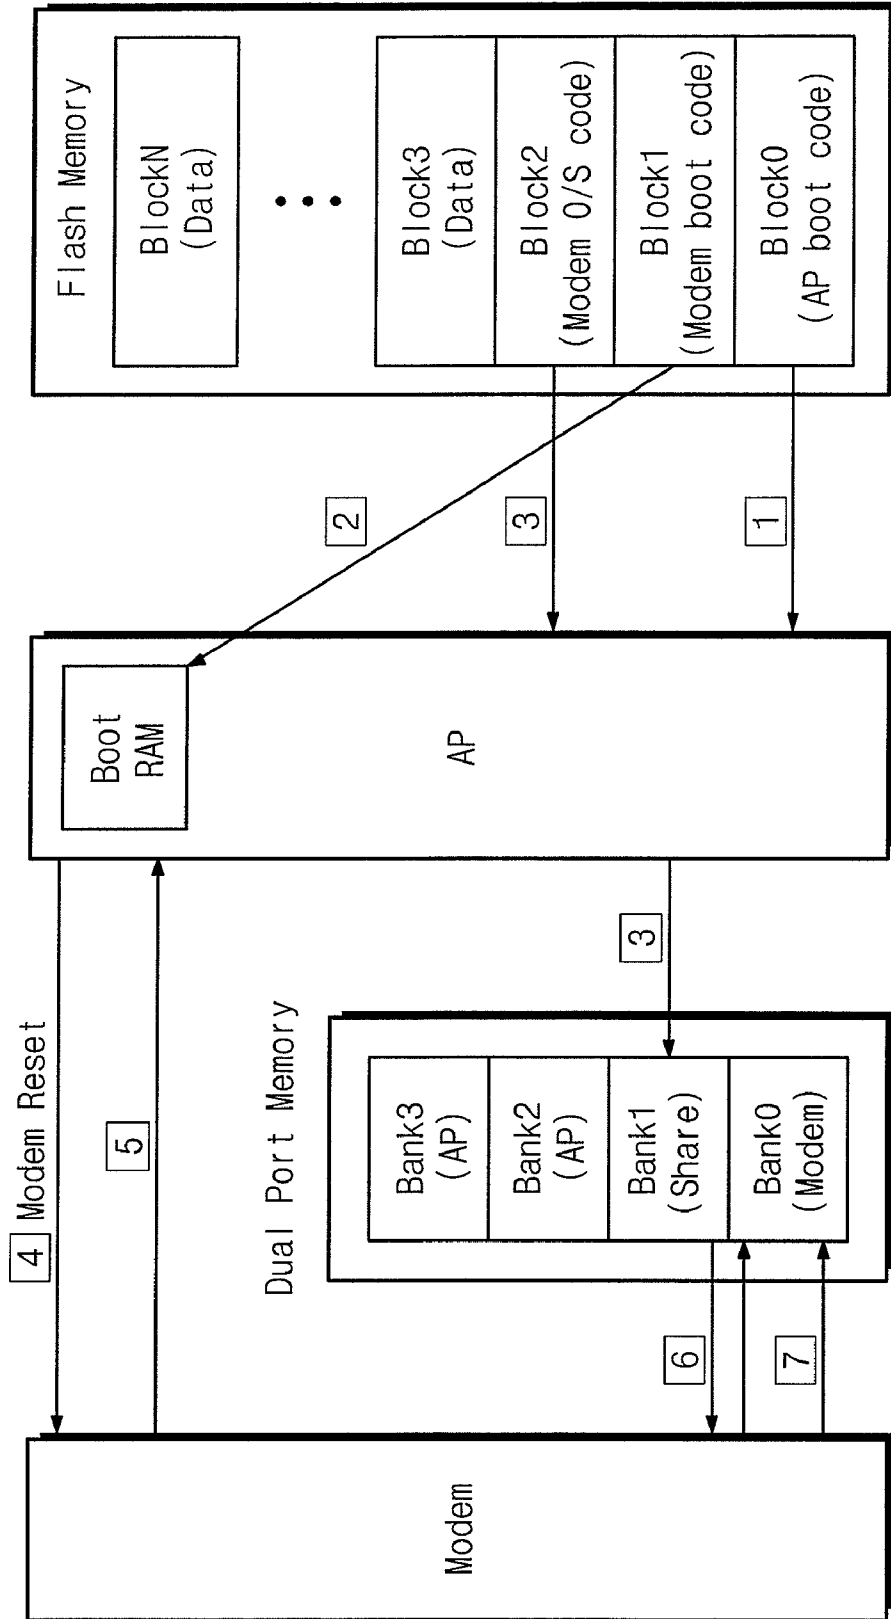 Modem
4 Modem Reset
5
Dual Port Memory
Bank3
(AP)
Bank2
(AP)
Bank1
(Share)
Bank0
(Modem)
6
7
3
Boot
RAM
AP
2
3
1
Flash Memory
BlockN
(Data)
Block3
(Data)
Block2
(Modem O/S code)
Block1
(Modem boot code)
Block0
(AP boot code)